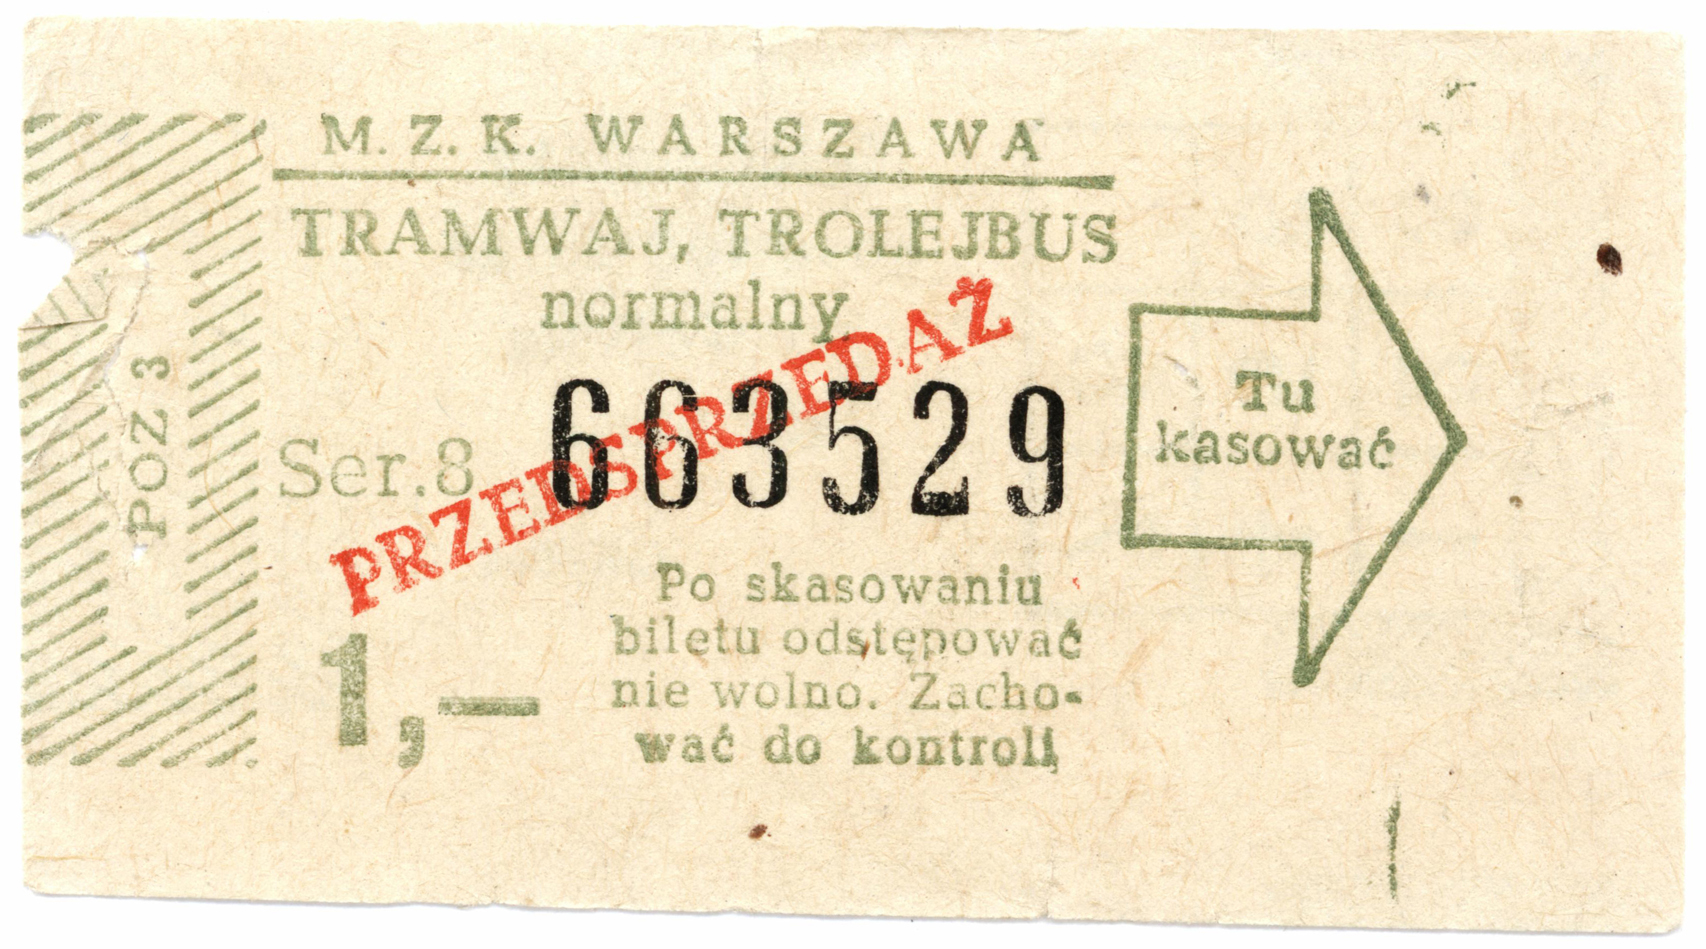 M. Z. K. WARSZAWA
TRAMWAJ, TROLEJBUS
normalny
PRZEDSPRZEDAŻ
Ser.8 663529
1,—
Po skasowaniu
biletu odstępować
nie wolno. Zacho-
wać do kontroli
POZ 3
Tu
kasować